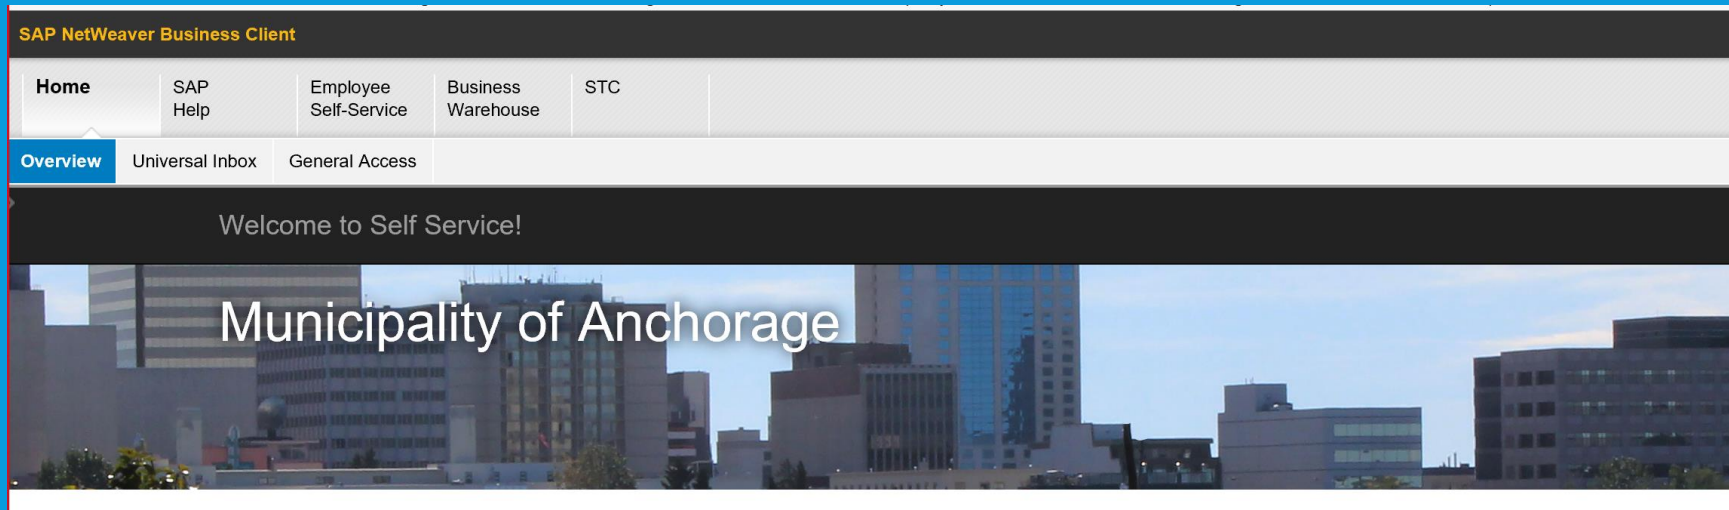 SAP NetWeaver Business Client
Home
SAP
Help
Employee
Self-Service
Business
Warehouse
STC
Overview
Universal Inbox
General Access
Welcome to Self Service!
Municipality of Anchorage